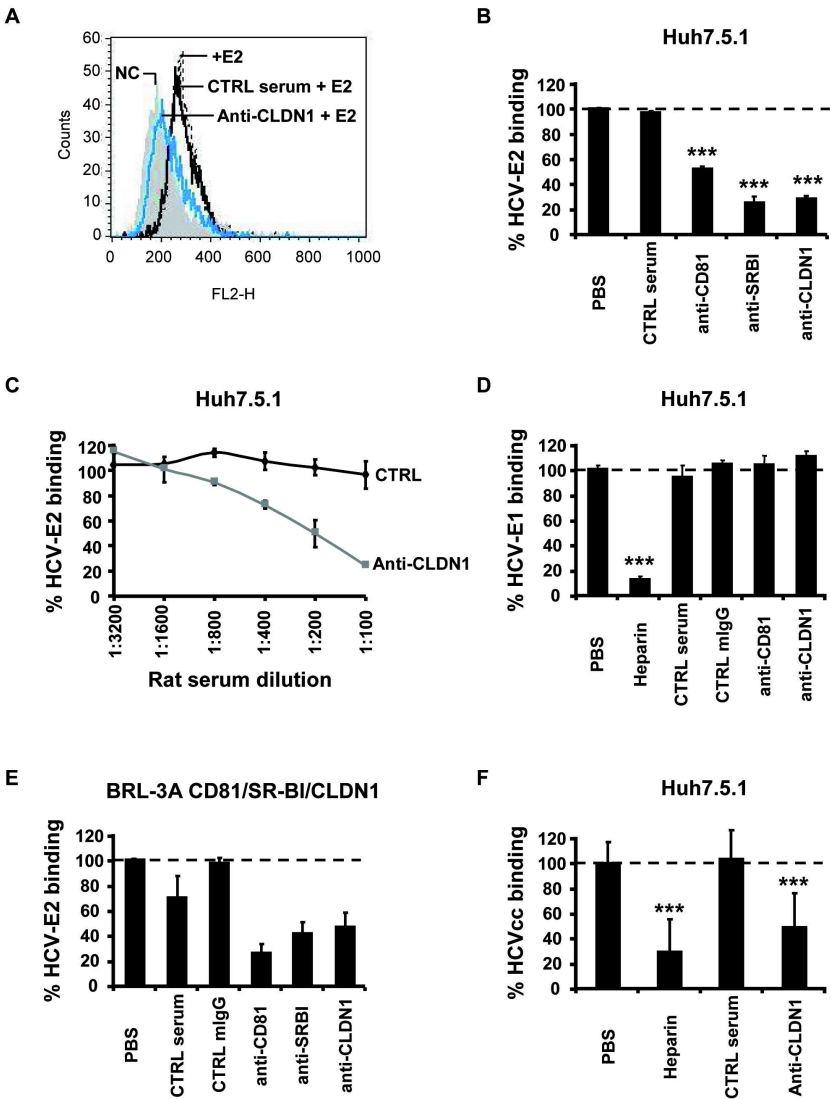 A
60
50
40
30
20
10
0
Counts
NC
+E2
CTRL serum + E2
Anti-CLDN1 + E2
0 200 400 600 800 1000
FL2-H
B
Huh7.5.1
% HCV-E2 binding
120
100
80
60
40
20
0
***
***
***
PBS
CTRL serum
anti-CD81
anti-SRBI
anti-CLDN1
C
Huh7.5.1
% HCV-E2 binding
120
100
80
60
40
20
0
CTRL
Anti-CLDN1
1:3200
1:1600
1:800
1:400
1:200
1:100
Rat serum dilution
D
Huh7.5.1
% HCV-E1 binding
120
100
80
60
40
20
0
***
PBS
Heparin
CTRL serum
CTRL mIgG
anti-CD81
anti-CLDN1
E
BRL-3A CD81/SR-BI/CLDN1
% HCV-E2 binding
120
100
80
60
40
20
0
PBS
CTRL serum
CTRL mIgG
anti-CD81
anti-SRBI
anti-CLDN1
F
Huh7.5.1
% HCVcc binding
120
100
80
60
40
20
0
***
***
PBS
Heparin
CTRL serum
Anti-CLDN1